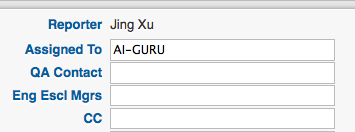 Reporter Jing Xu
Assigned To AI-GURU
QA Contact
Eng Escl Mgrs
CC